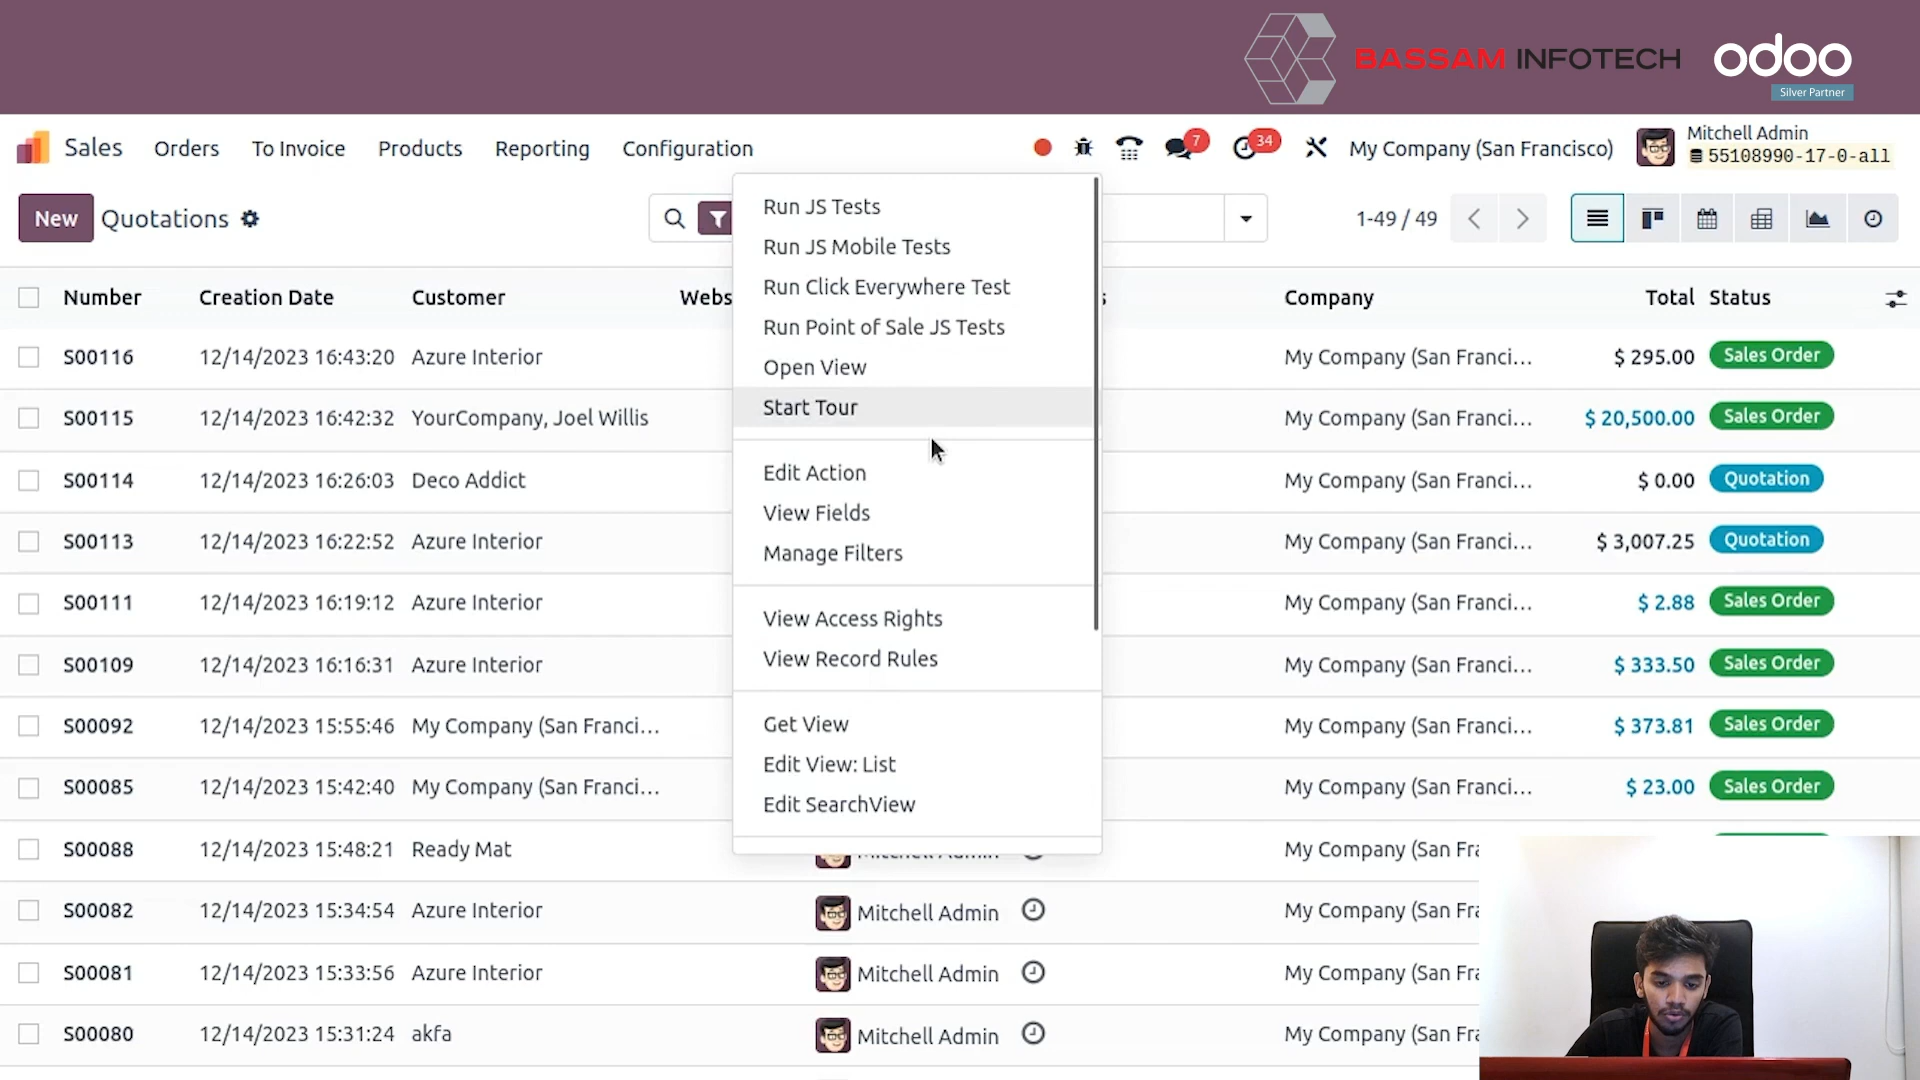 BASSAM INFOTECH
odoo
Silver Partner
Sales Orders To Invoice Products Reporting Configuration
7 34
My Company (San Francisco)
Mitchell Admin
55108990-17-0-all
New Quotations
1-49 / 49
Run JS Tests
Run JS Mobile Tests
Run Click Everywhere Test
Run Point of Sale JS Tests
Open View
Start Tour
Edit Action
View Fields
Manage Filters
View Access Rights
View Record Rules
Get View
Edit View: List
Edit SearchView
Number Creation Date Customer Webs Company Total Status
S00116 12/14/2023 16:43:20 Azure Interior My Company (San Franci... $ 295.00 Sales Order
S00115 12/14/2023 16:42:32 YourCompany, Joel Willis My Company (San Franci... $ 20,500.00 Sales Order
S00114 12/14/2023 16:26:03 Deco Addict My Company (San Franci... $ 0.00 Quotation
S00113 12/14/2023 16:22:52 Azure Interior My Company (San Franci... $ 3,007.25 Quotation
S00111 12/14/2023 16:19:12 Azure Interior My Company (San Franci... $ 2.88 Sales Order
S00109 12/14/2023 16:16:31 Azure Interior My Company (San Franci... $ 333.50 Sales Order
S00092 12/14/2023 15:55:46 My Company (San Franci... My Company (San Franci... $ 373.81 Sales Order
S00085 12/14/2023 15:42:40 My Company (San Franci... My Company (San Franci... $ 23.00 Sales Order
S00088 12/14/2023 15:48:21 Ready Mat Mitchell Admin My Company (San Fra
S00082 12/14/2023 15:34:54 Azure Interior Mitchell Admin My Company (San Fra
S00081 12/14/2023 15:33:56 Azure Interior Mitchell Admin My Company (San Fra
S00080 12/14/2023 15:31:24 akfa Mitchell Admin My Company (San Fra